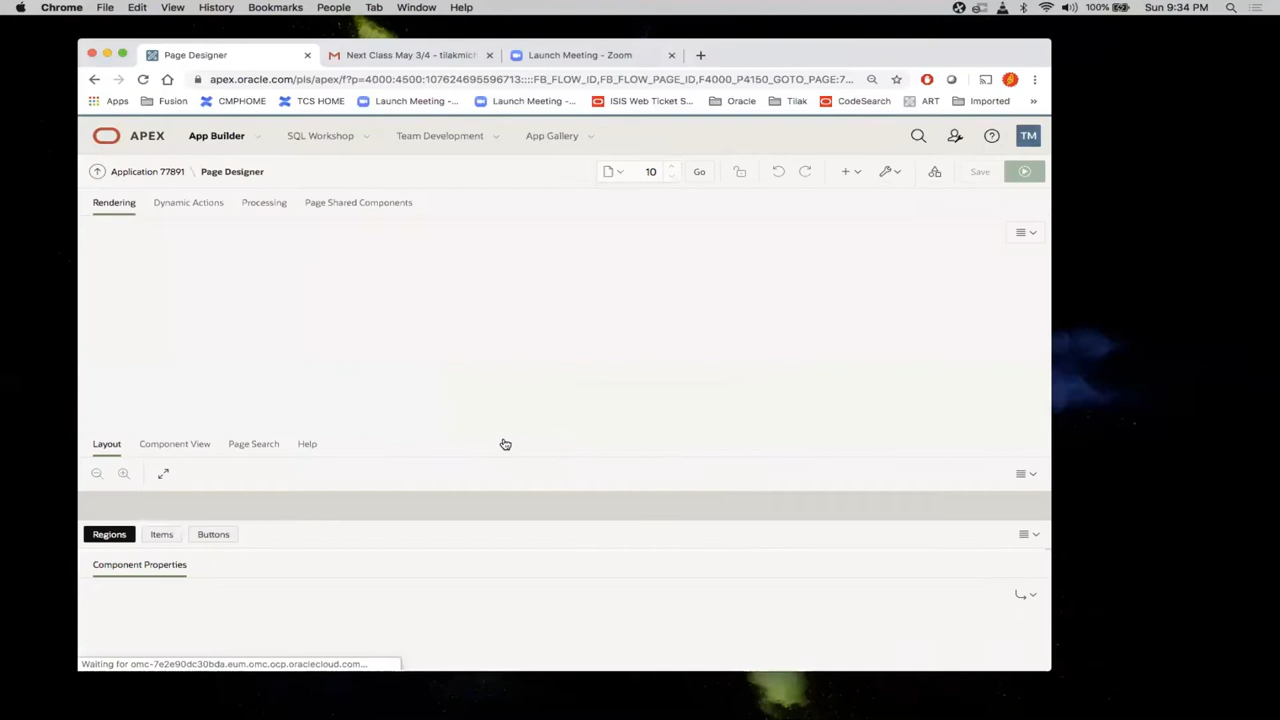 Chrome File Edit View History Bookmarks People Tab Window Help 100% Sun 9:34 PM
Page Designer Next Class May 3/4 - tilakmich Launch Meeting - Zoom
apex.oracle.com/pls/apex/f?p=4000:4500:107624695596713::::FB_FLOW_ID,FB_FLOW_PAGE_ID,F4000_P4150_GOTO_PAGE:7...
Apps Fusion CMPHOME TCS HOME Launch Meeting -... Launch Meeting -... ISIS Web Ticket S... Oracle Tilak CodeSearch ART Imported »
APEX App Builder SQL Workshop Team Development App Gallery TM
Application 77891 \ Page Designer 10 Go Save
Rendering Dynamic Actions Processing Page Shared Components
Layout Component View Page Search Help
Regions Items Buttons
Component Properties
Waiting for omc-7e2e90dc30bda.eum.omc.ocp.oraclecloud.com...